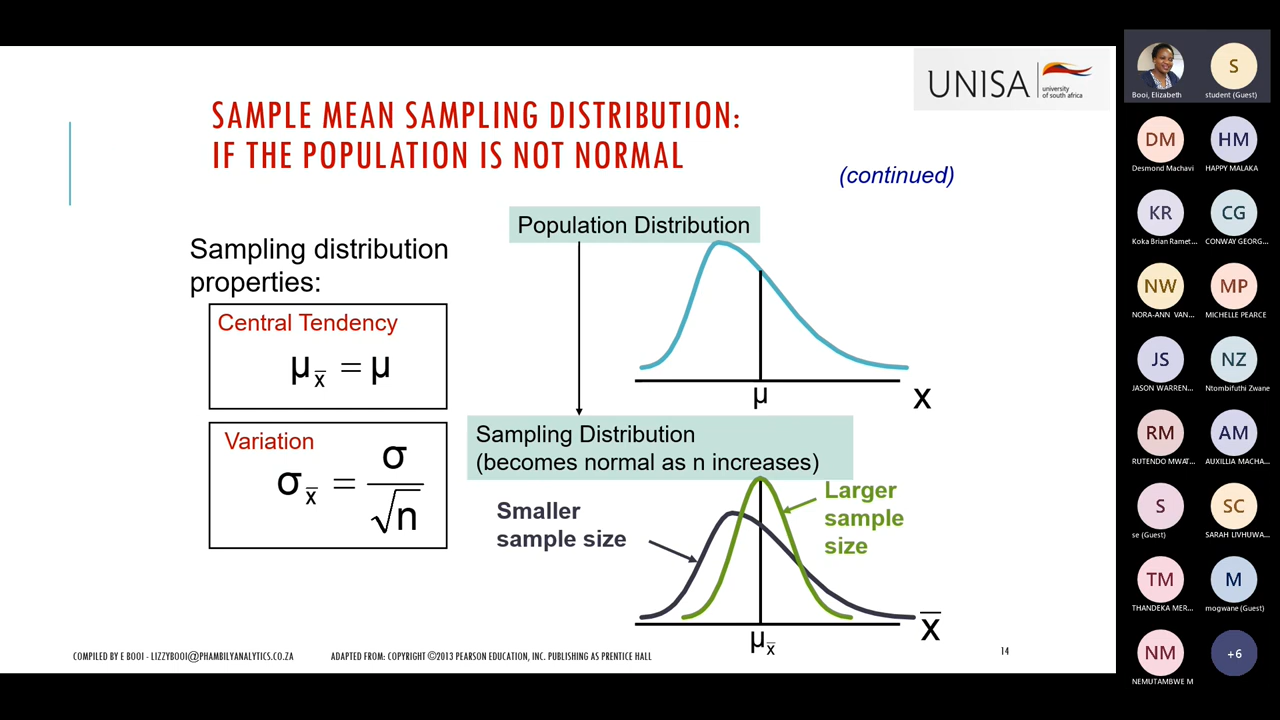 SAMPLE MEAN SAMPLING DISTRIBUTION:
IF THE POPULATION IS NOT NORMAL
(continued)
UNISA
university
of south africa
Sampling distribution
properties:
Central Tendency
μx̄ = μ
Variation
σx̄ = σ/√n
Population Distribution
μ
x
Sampling Distribution
(becomes normal as n increases)
Smaller
sample size
Larger
sample
size
μx̄
x̄
COMPILED BY E BOOI - LIZZYBOOI@PHAMBILYANALYTICS.CO.ZA
ADAPTED FROM: COPYRIGHT ©2013 PEARSON EDUCATION, INC. PUBLISHING AS PRENTICE HALL
14
Booi, Elizabeth
S
student (Guest)
DM
Desmond Machavi
HM
HAPPY MALAKA
KR
Koka Brian Ramet...
CG
CONWAY GEORG...
NW
NORA-ANN VAN...
MP
MICHELLE PEARCE
JS
JASON WARREN...
NZ
Ntombifuthi Zwane
RM
RUTENDO MWAT...
AM
AUXILLIA MACHA...
S
se (Guest)
SC
SARAH LIVHUWA...
TM
THANDEKA MER...
M
mogwane (Guest)
NM
NEMUTAMBWE M
+6